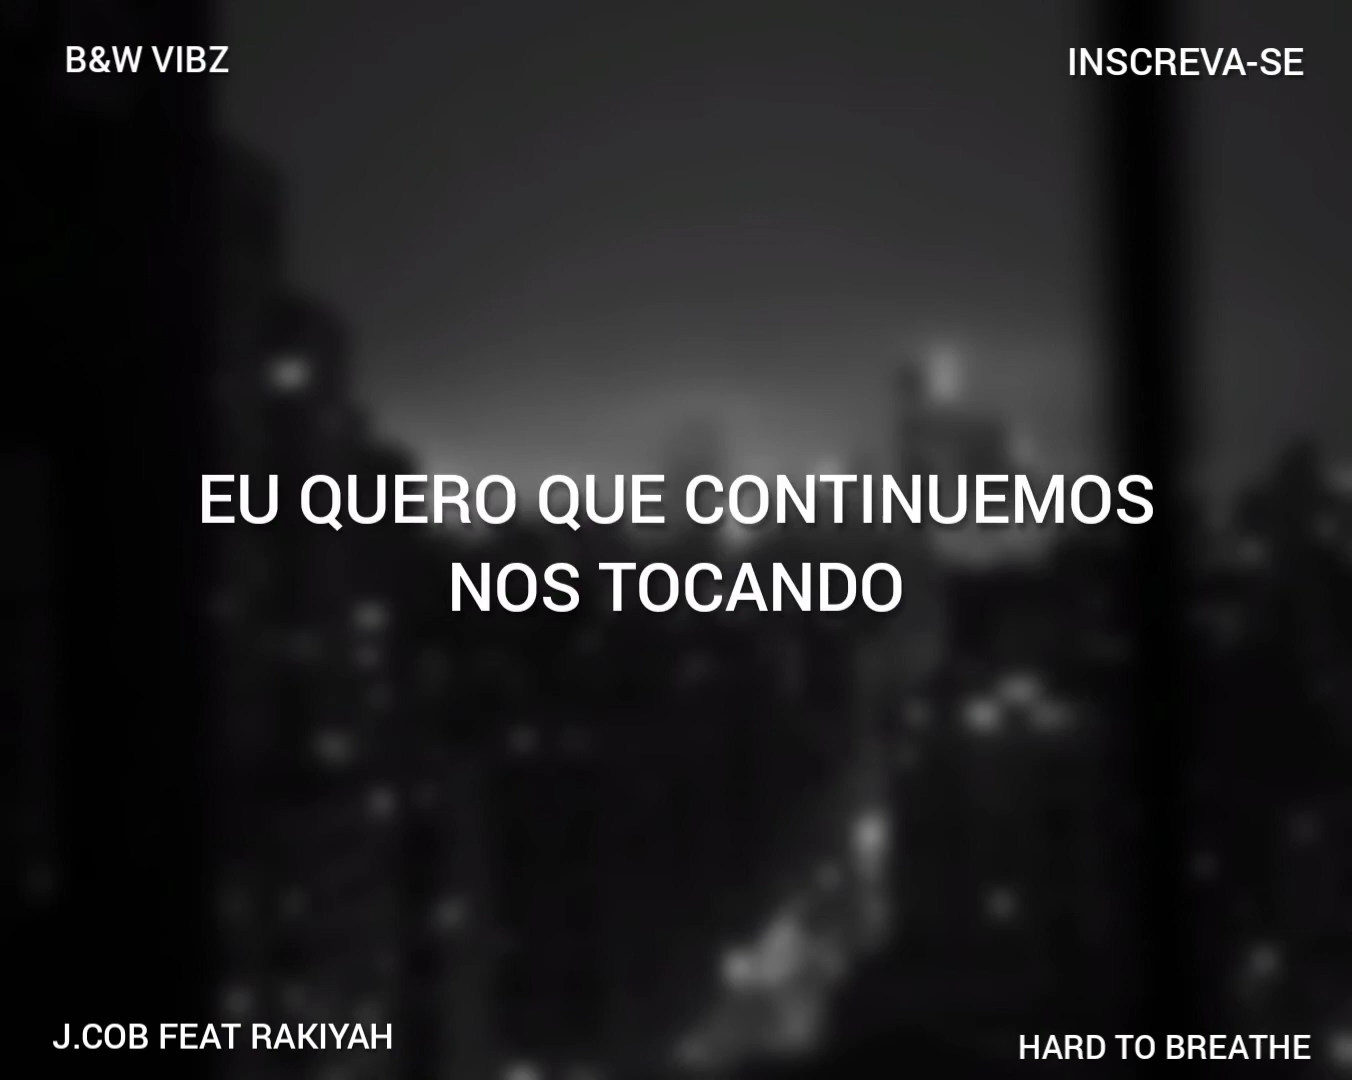 B&W VIBZ
INSCREVA-SE
EU QUERO QUE CONTINUEMOS
NOS TOCANDO
J.COB FEAT RAKIYAH
HARD TO BREATHE